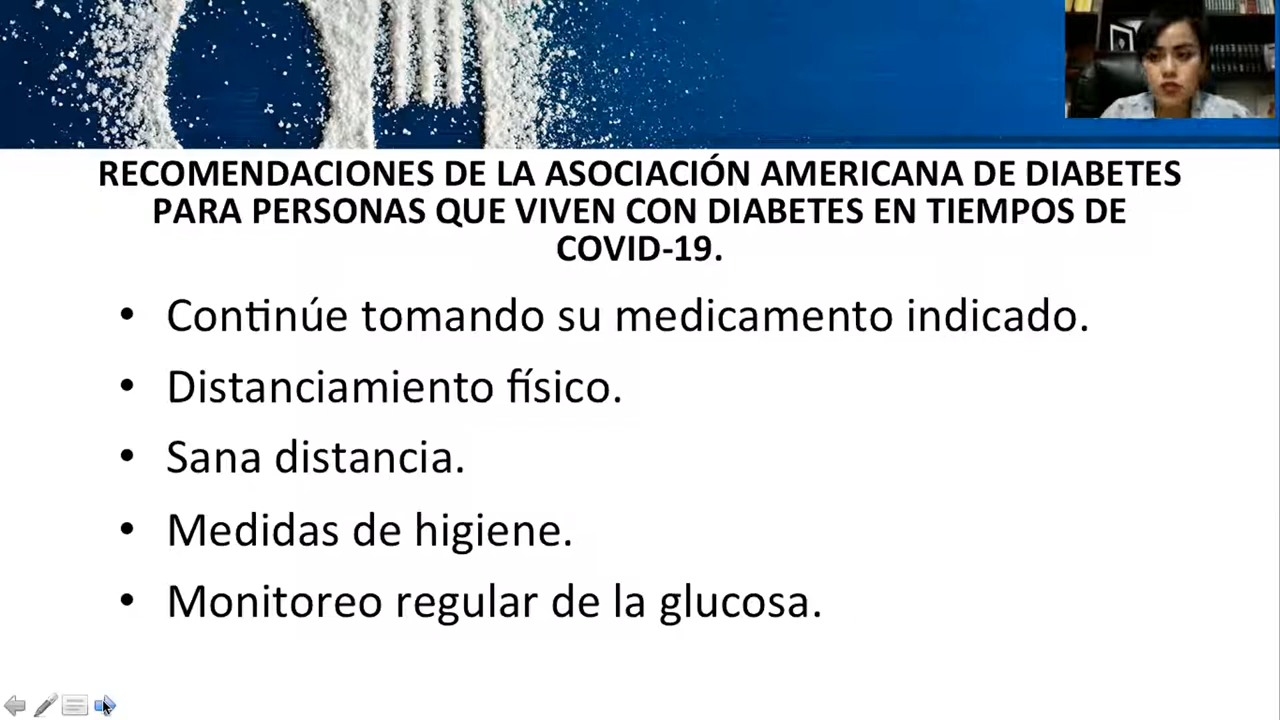 RECOMENDACIONES DE LA ASOCIACIÓN AMERICANA DE DIABETES
PARA PERSONAS QUE VIVEN CON DIABETES EN TIEMPOS DE
COVID-19.
• Continúe tomando su medicamento indicado.
• Distanciamiento físico.
• Sana distancia.
• Medidas de higiene.
• Monitoreo regular de la glucosa.